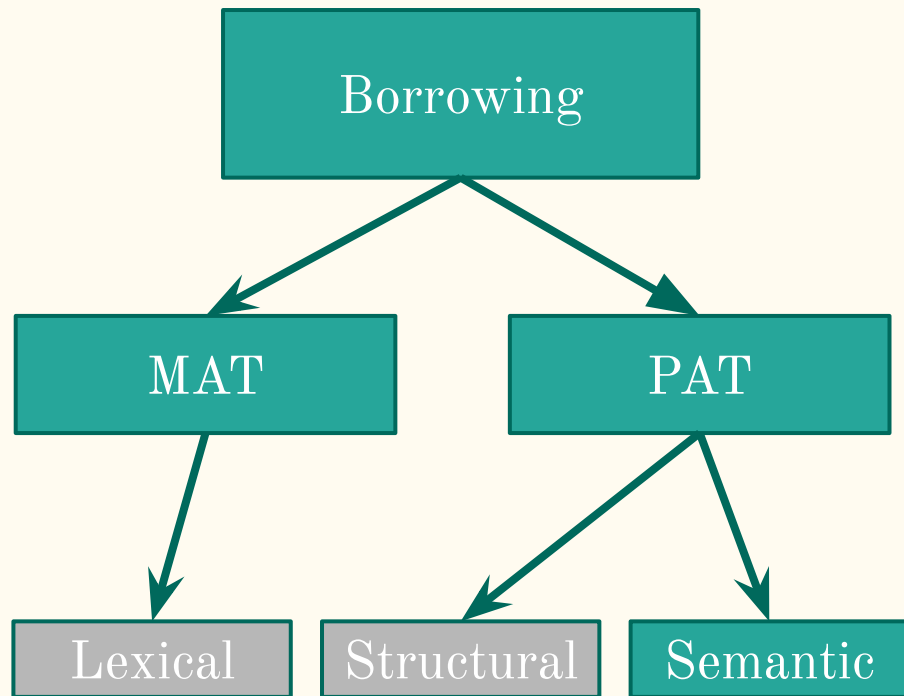 Borrowing
MAT
PAT
Lexical
Structural
Semantic